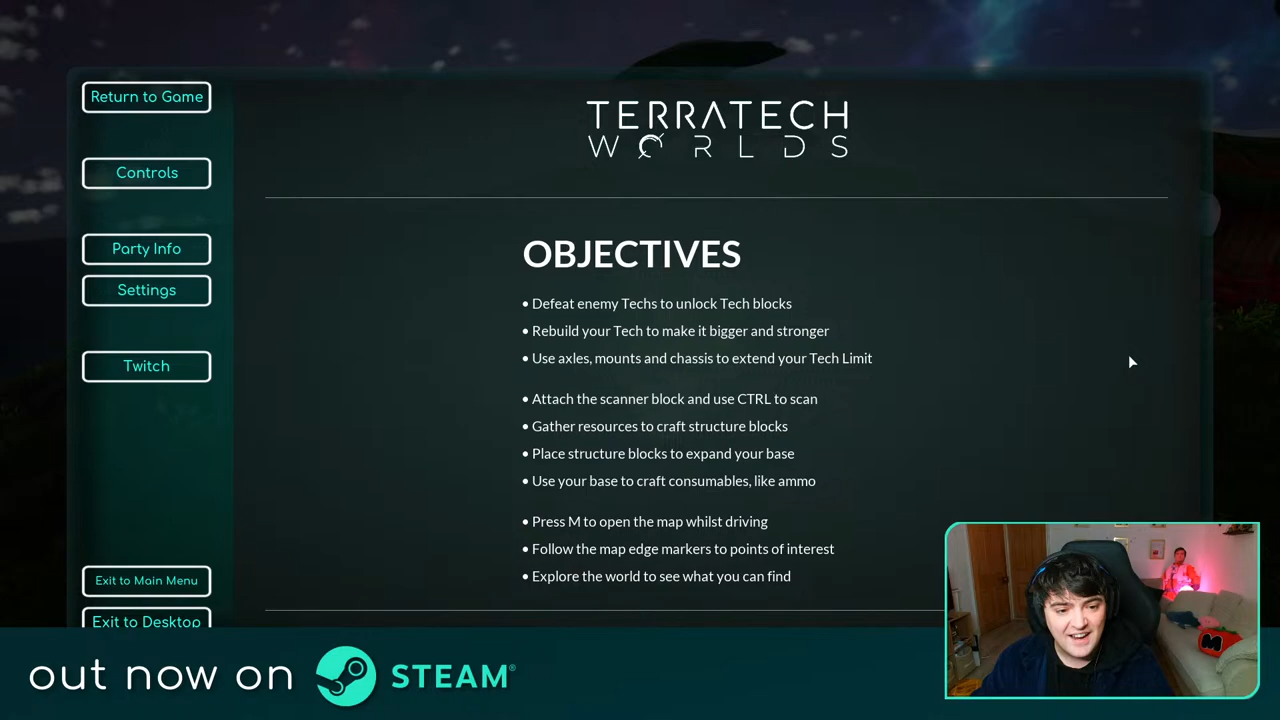 Return to Game
Controls
Party Info
Settings
Twitch
Exit to Main Menu
Exit to Desktop
TERRATECH
WORLDS
OBJECTIVES
• Defeat enemy Techs to unlock Tech blocks
• Rebuild your Tech to make it bigger and stronger
• Use axles, mounts and chassis to extend your Tech Limit
• Attach the scanner block and use CTRL to scan
• Gather resources to craft structure blocks
• Place structure blocks to expand your base
• Use your base to craft consumables, like ammo
• Press M to open the map whilst driving
• Follow the map edge markers to points of interest
• Explore the world to see what you can find
out now on STEAM®
M